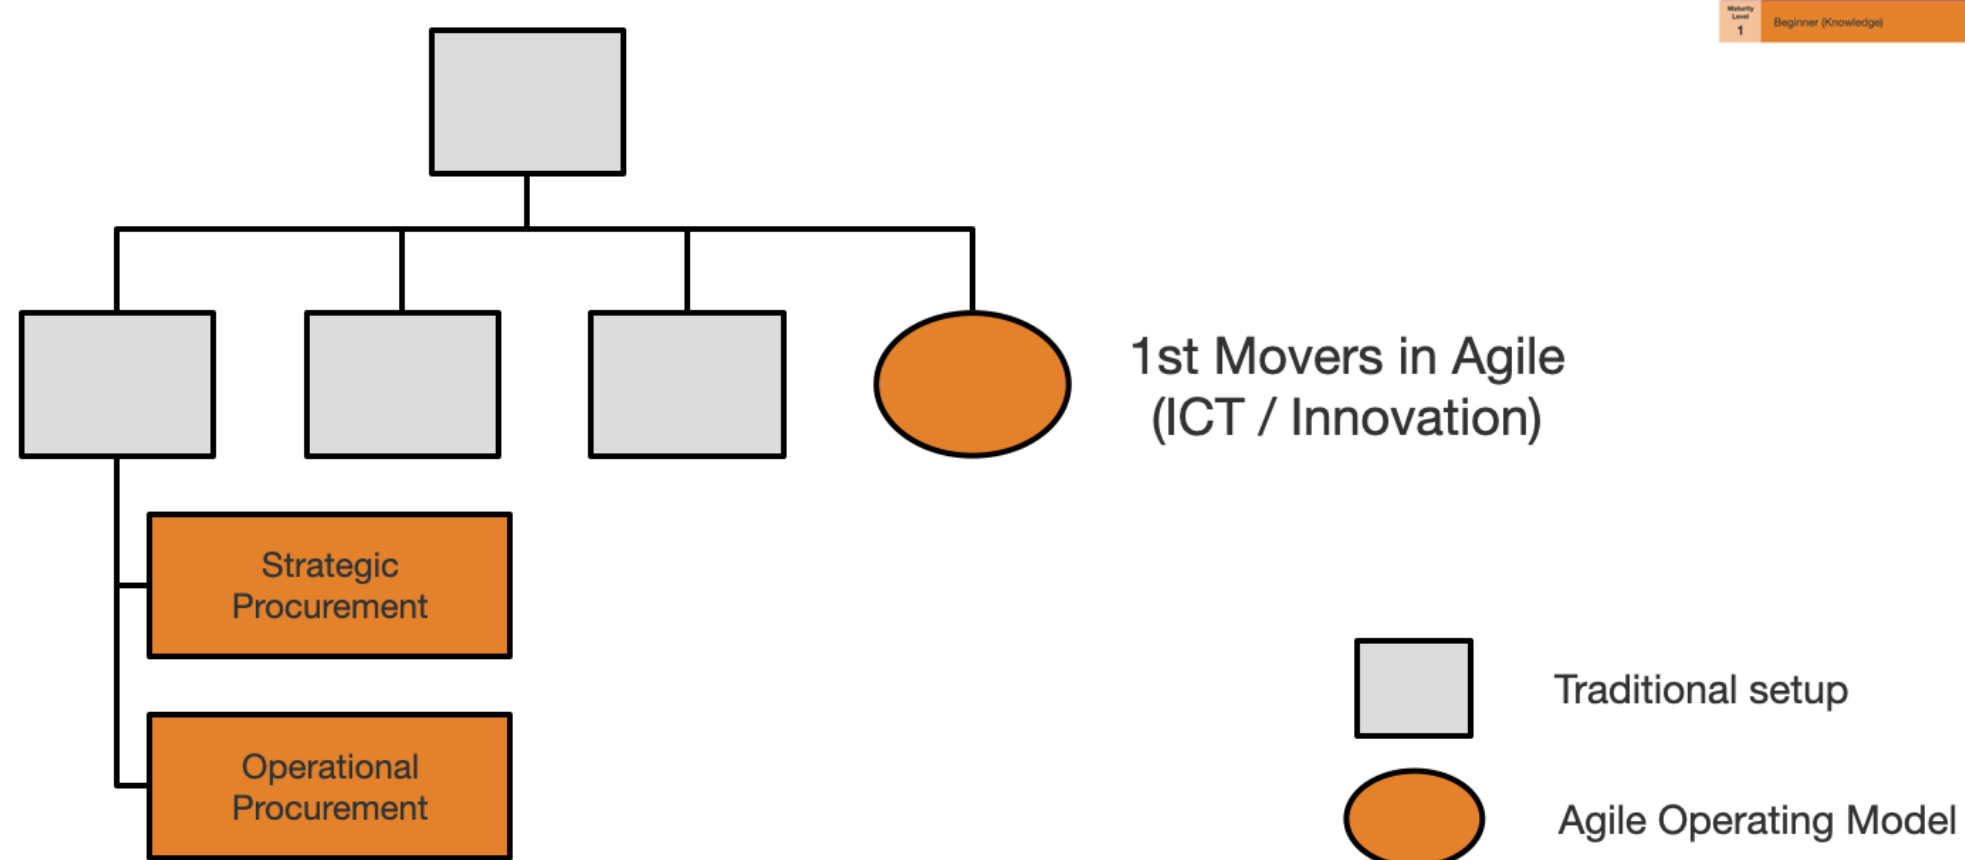 Maturity
Level
1
Beginner (Knowledge)
1st Movers in Agile
(ICT / Innovation)
Strategic
Procurement
Operational
Procurement
Traditional setup
Agile Operating Model